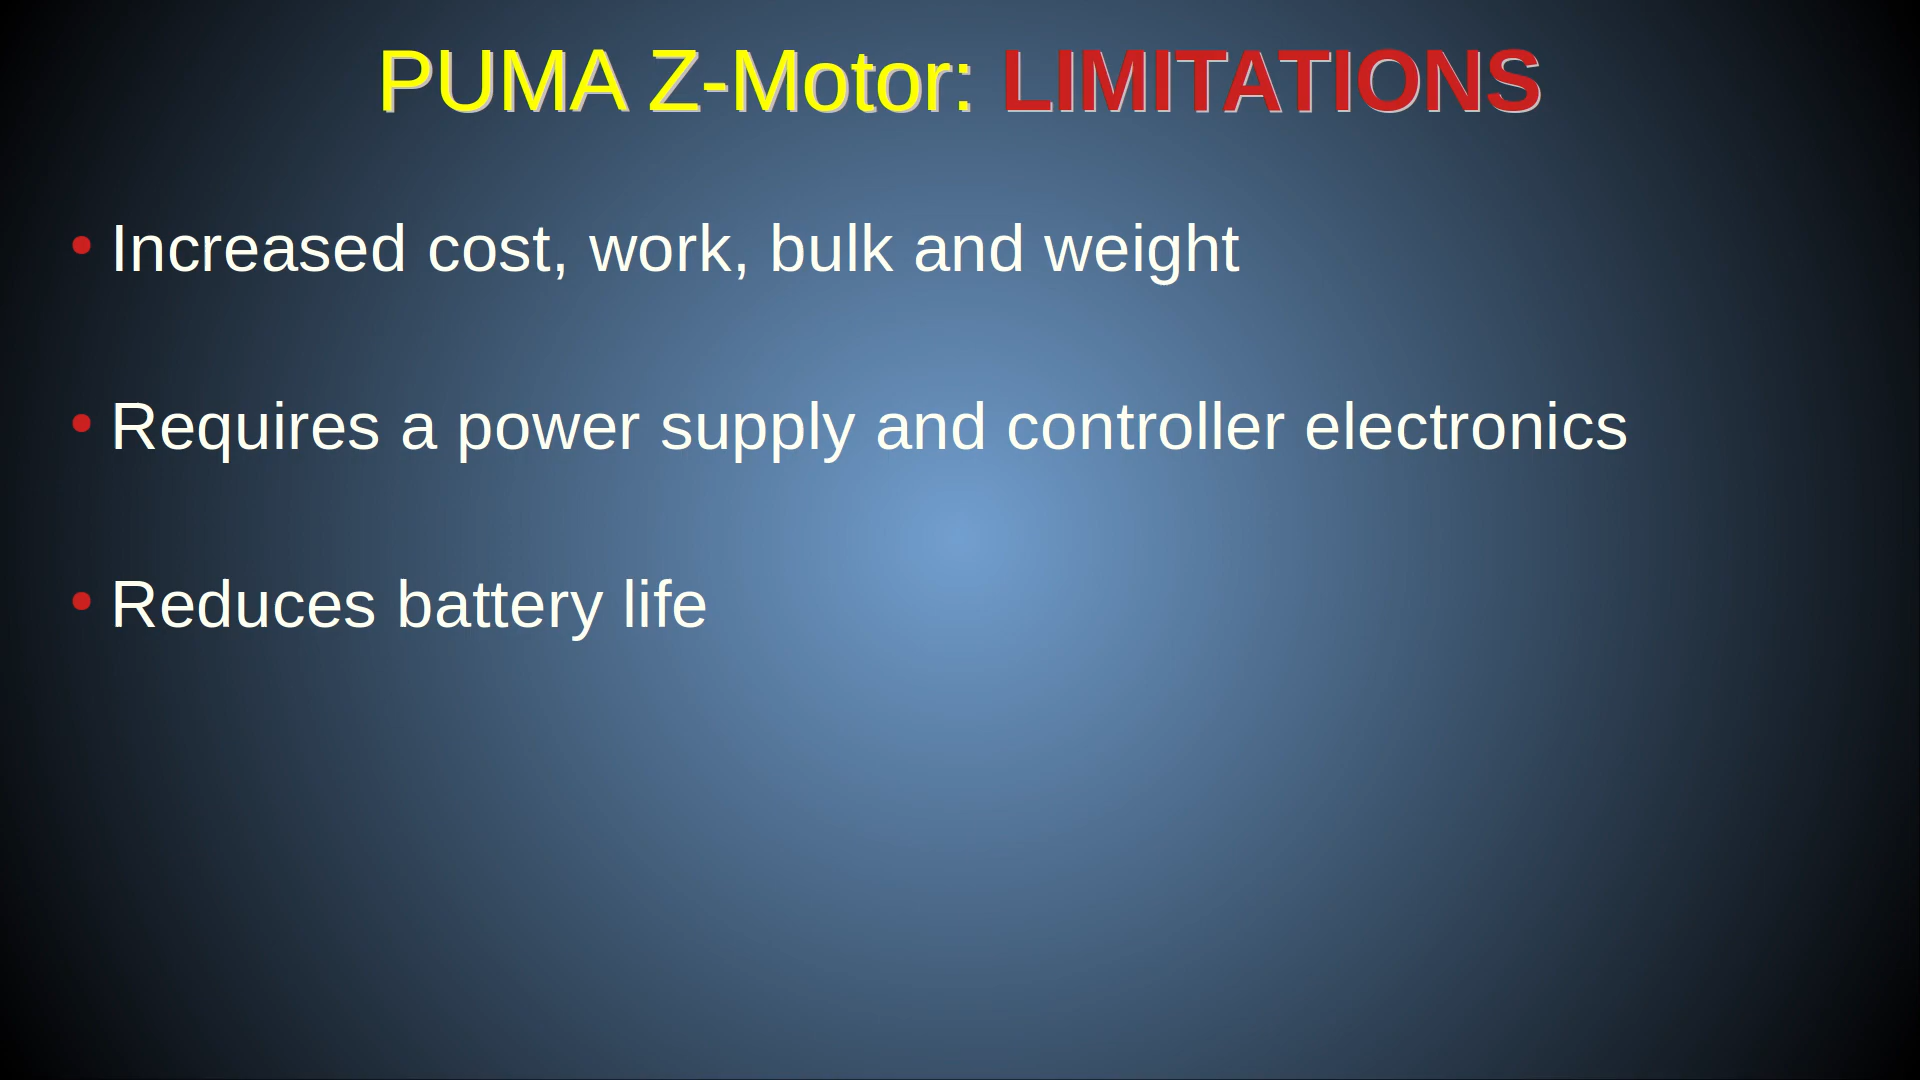 PUMA Z-Motor: LIMITATIONS
• Increased cost, work, bulk and weight
• Requires a power supply and controller electronics
• Reduces battery life